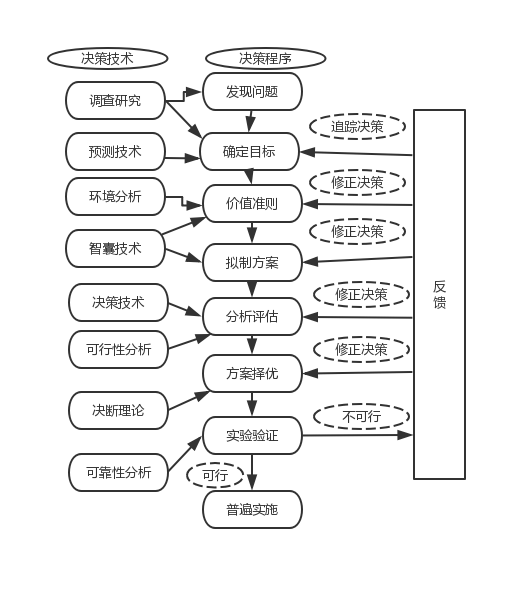 决策技术
决策程序
调查研究
发现问题
追踪决策
预测技术
确定目标
环境分析
价值准则
修正决策
智囊技术
拟制方案
修正决策
决策技术
分析评估
修正决策
反
馈
可行性分析
方案择优
修正决策
决断理论
实验验证
不可行
可靠性分析
可行
普遍实施